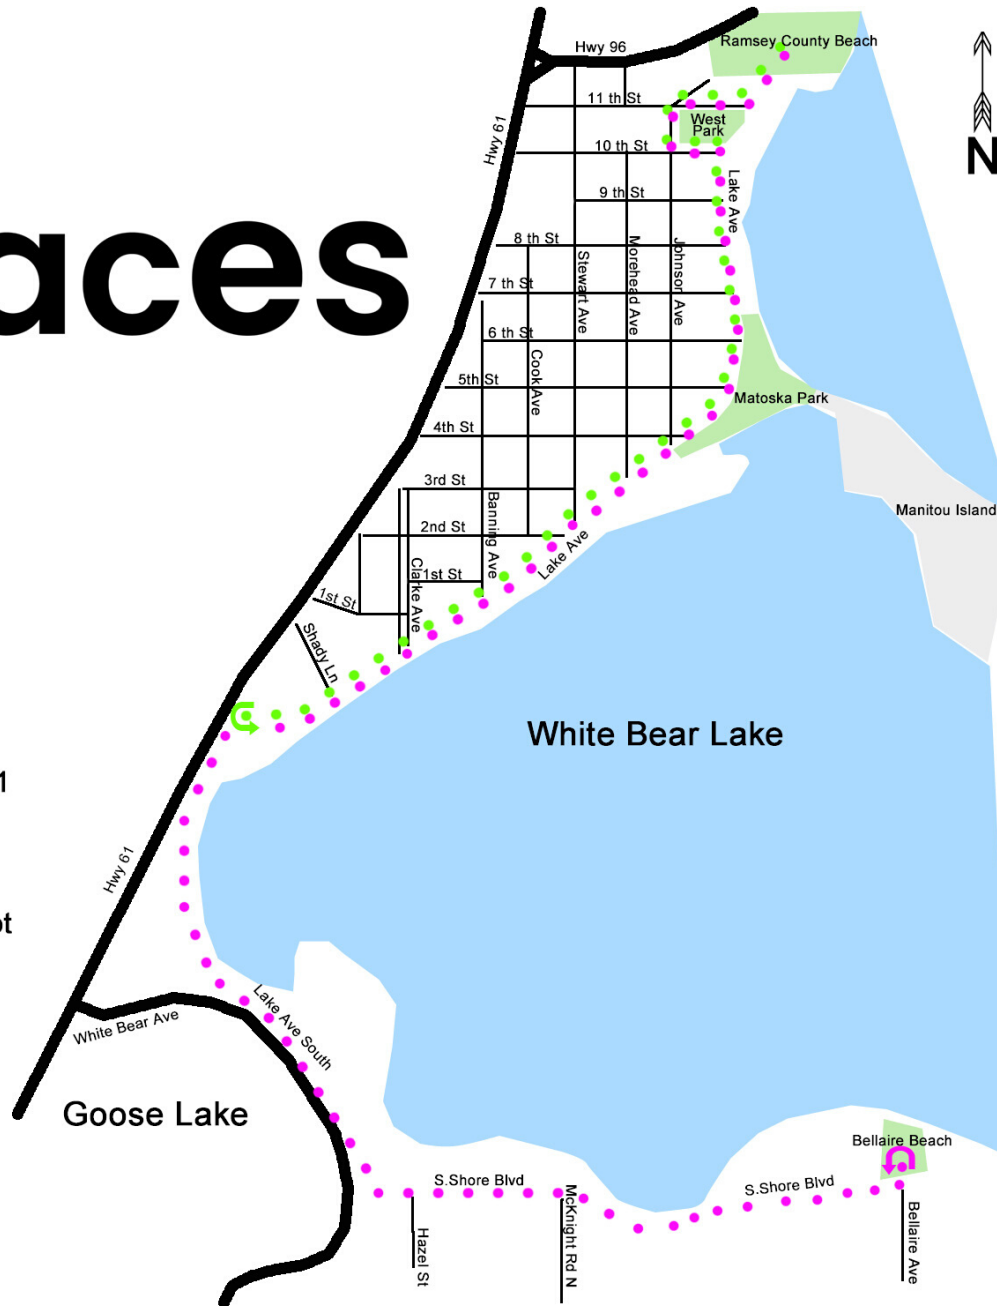 Ramsey County Beach
Hwy 96
11 th St
West
Park
N
Hwy 61
10 th St
Lake Ave
9 th St
aces
8 th St
Stewart Ave
Morehead Ave
Johnson Ave
7 th St
6 th St
Cook Ave
5th St
Matoska Park
4th St
3rd St
Banning Ave
Manitou Island
2nd St
Lake Ave
Clarke Ave
1st St
1st St
Shady Ln
White Bear Lake
1
Hwy 61
ot
Lake Ave South
White Bear Ave
Goose Lake
Bellaire Beach
S.Shore Blvd
S.Shore Blvd
McKnight Rd N
Hazel St
Bellaire Ave